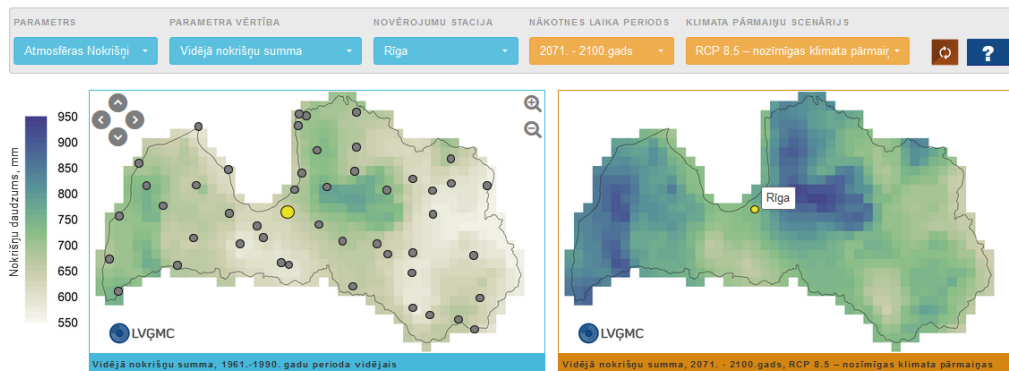 PARAMETRS PARAMETRA VĒRTĪBA NOVĒROJUMU STACIJA NĀKOTNES LAIKA PERIODS KLIMATA PĀRMAIŅU SCENĀRIJS
Atmosfēras Nokrišņi Vidējā nokrišņu summa Rīga 2071. - 2100.gads RCP 8.5 – nozīmīgas klimata pārmaiņ
?
Nokrišņu daudzums, mm
950
900
850
800
750
700
650
600
550
Rīga
LVĢMC
LVĢMC
Vidējā nokrišņu summa, 1961.-1990. gadu perioda vidējais
Vidējā nokrišņu summa, 2071. - 2100.gads, RCP 8.5 – nozīmīgas klimata pārmaiņas